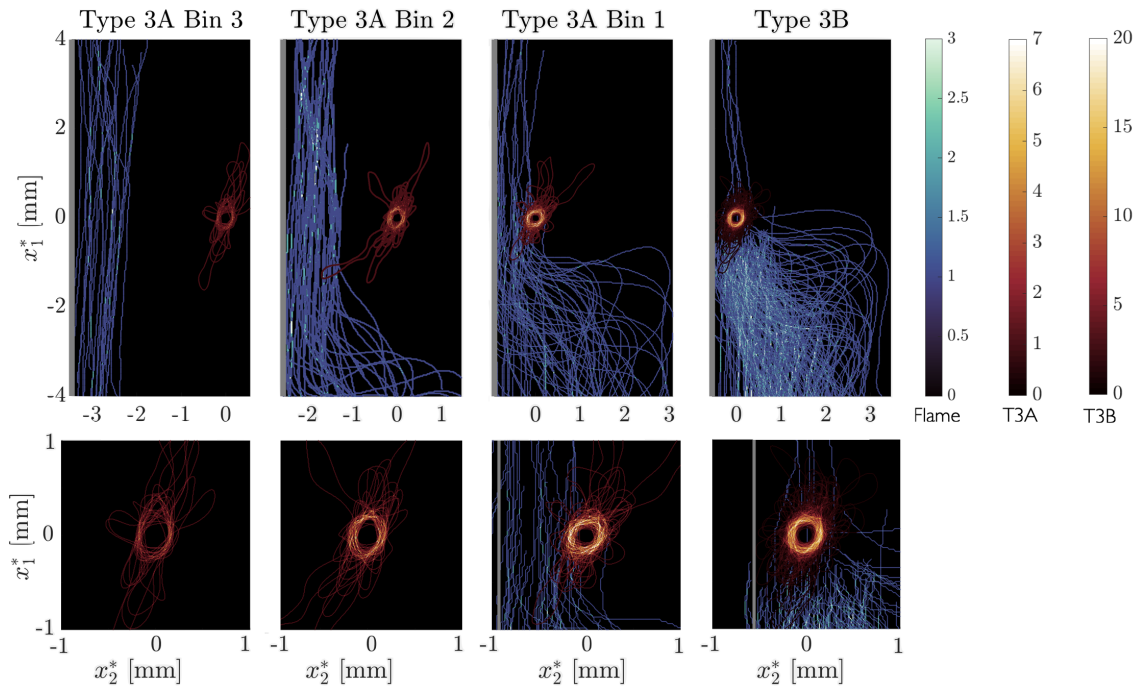 Type 3A Bin 3 Type 3A Bin 2 Type 3A Bin 1 Type 3B
4 3 7 20
2 2.5 6 15
x₁* [mm] 0 2 5 10
-2 1.5 4 5
-4 1 3 0
0.5 2
0 1
0
-3 -2 -1 0 -2 -1 0 1 0 1 2 3 0 1 2 3
Flame T3A T3B
1
x₁* [mm] 0
-1
-1 0 1 -1 0 1 -1 0 1 -1 0 1
x₂* [mm] x₂* [mm] x₂* [mm] x₂* [mm]